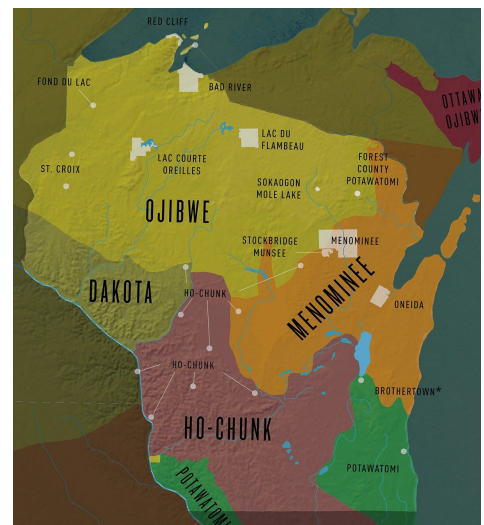 RED CLIFF
FOND DU LAC
BAD RIVER
OTTAWA
OJIBW
LAC DU
FLAMBEAU
LAC COURTE
OREILLES
FOREST
COUNTY
POTAWATOMI
ST. CROIX
SOKAOGON
MOLE LAKE
OJIBWE
STOCKBRIDGE
MUNSEE
MENOMINEE
DAKOTA
HO-CHUNK
MENOMINEE
ONEIDA
HO-CHUNK
BROTHERTOWN*
HO-CHUNK
POTAWATOMI
POTAWATOMI